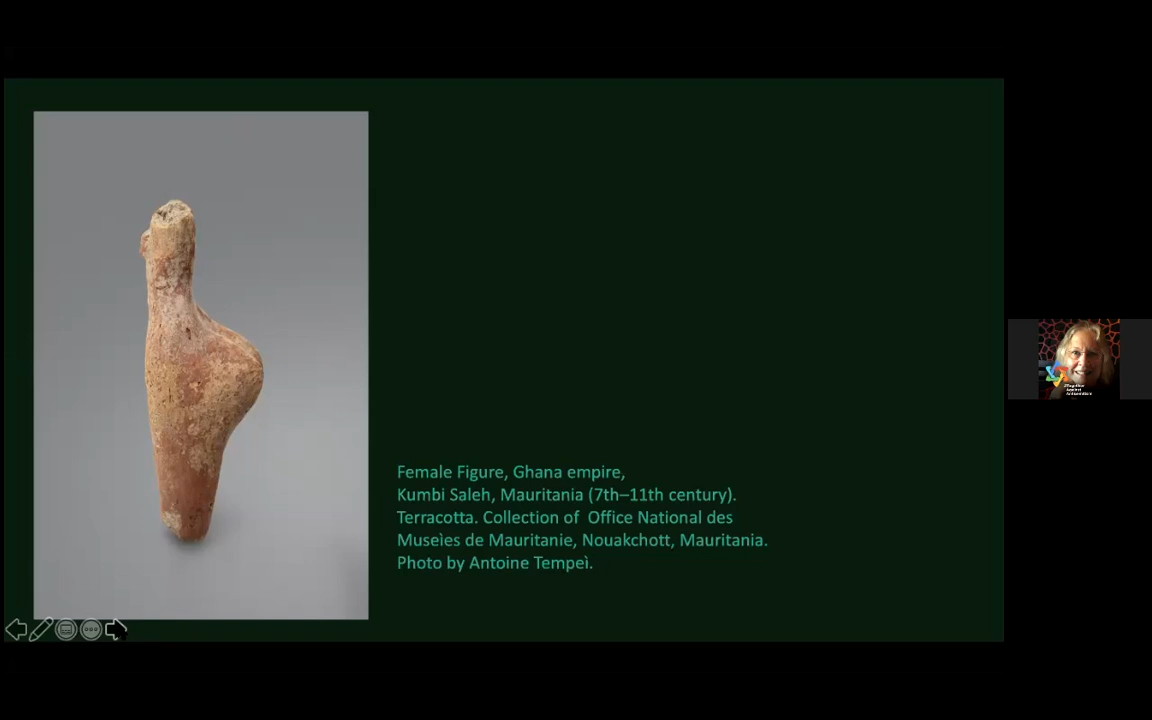 Female Figure, Ghana empire,
Kumbi Saleh, Mauritania (7th–11th century).
Terracotta. Collection of Office National des
Museìes de Mauritanie, Nouakchott, Mauritania.
Photo by Antoine Tempeì.